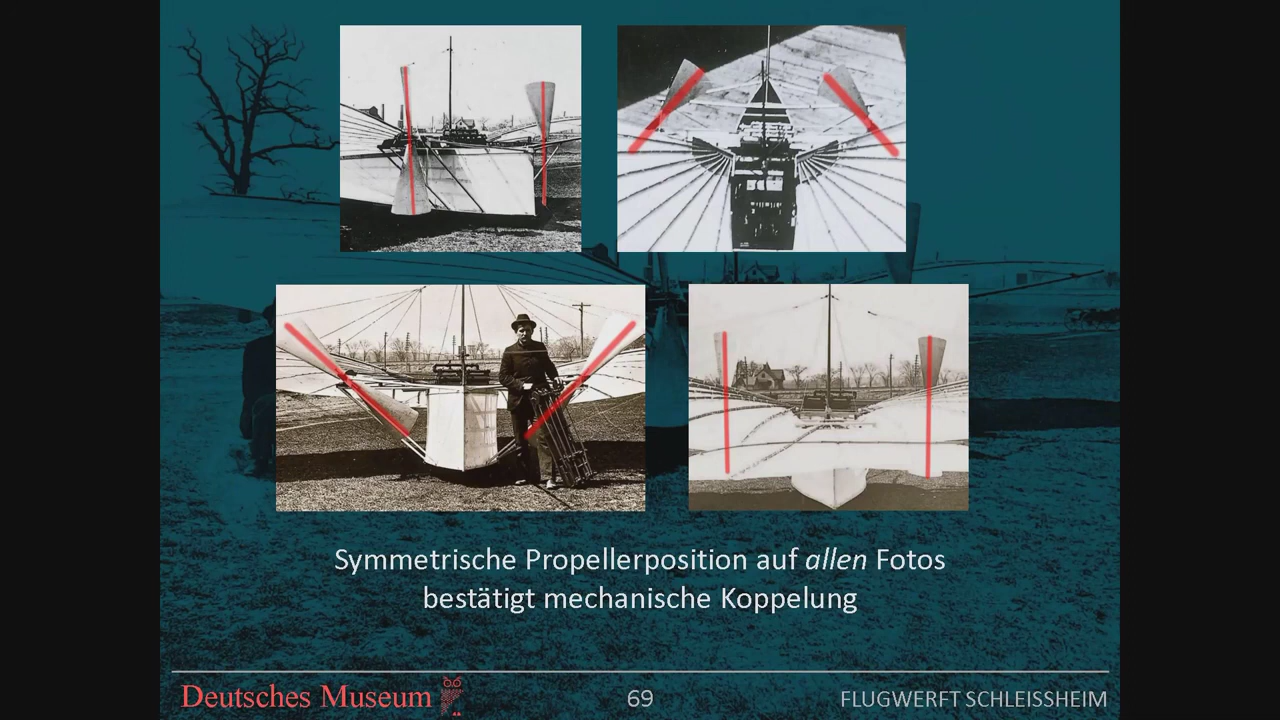 Symmetrische Propellerposition auf allen Fotos
bestätigt mechanische Koppelung
Deutsches Museum
69
FLUGWERFT SCHLEISSHEIM